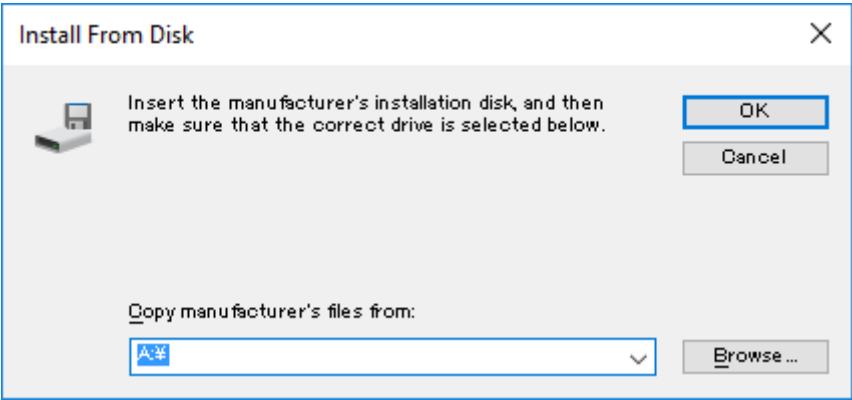 Install From Disk
Insert the manufacturer's installation disk, and then
make sure that the correct drive is selected below.
OK
Cancel
Copy manufacturer's files from:
A:¥
Browse...